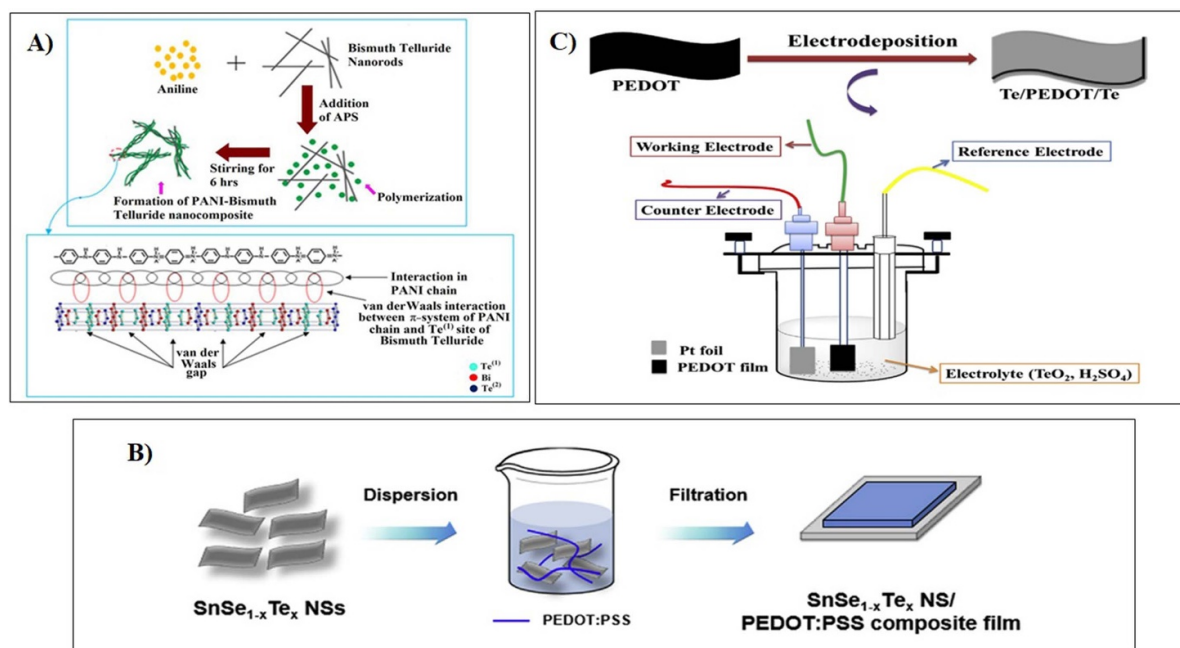 A)
Aniline
+
Bismuth Telluride
Nanorods
Addition
of APS
Stirring for
6 hrs
Polymerization
Formation of PANI-Bismuth
Telluride nanocomposite
Interaction in
PANI chain
van derWaals interaction
between π-system of PANI
chain and Te(1) site of
Bismuth Telluride
van der
Waals
gap
Te(1)
Bi
Te(2)
C)
PEDOT
Electrodeposition
Te/PEDOT/Te
Working Electrode
Reference Electrode
Counter Electrode
Pt foil
PEDOT film
Electrolyte (TeO2, H2SO4)
B)
SnSe1-xTex NSs
Dispersion
PEDOT:PSS
Filtration
SnSe1-xTex NS/
PEDOT:PSS composite film